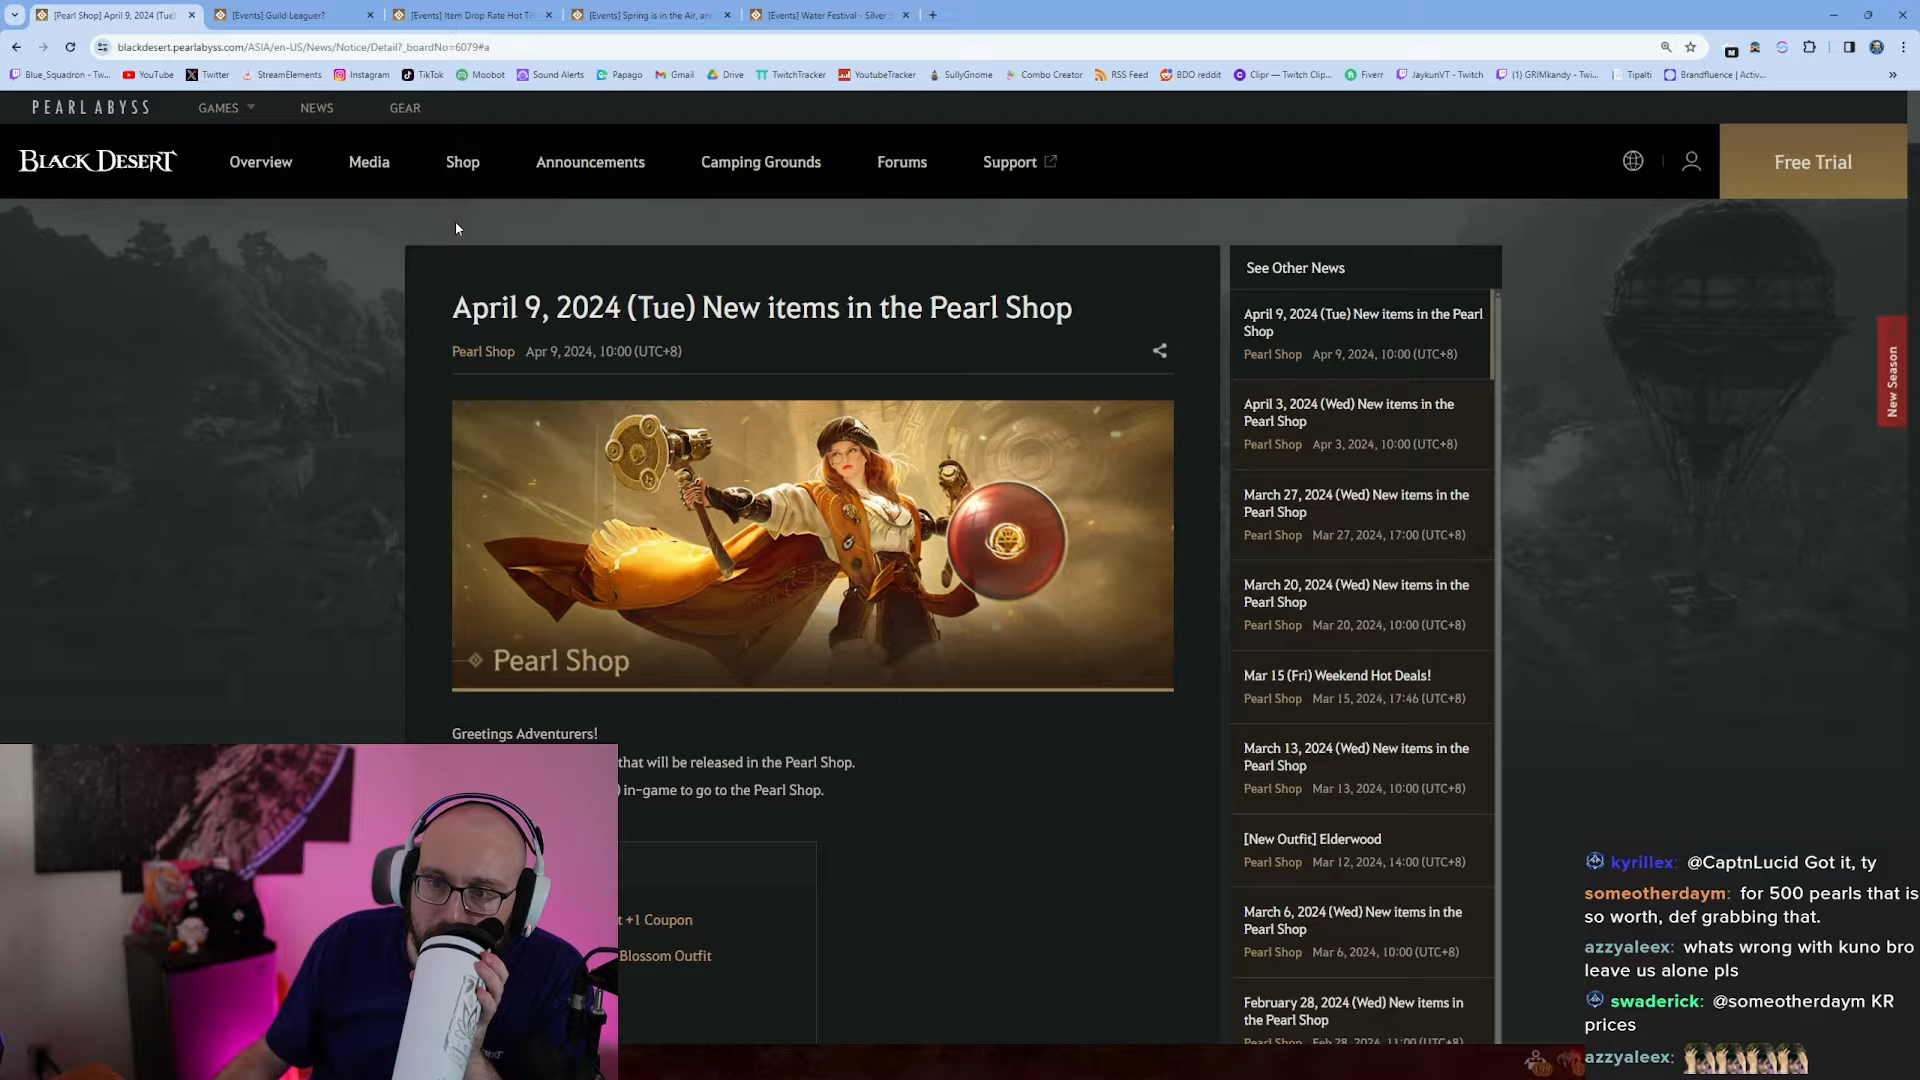 [Pearl Shop] April 9, 2024 (Tue)
[Events] Guild Leaguer?
[Events] Item Drop Rate Hot Ti
[Events] Spring is in the Air, an
[Events] Water Festival - Silver S
blackdesert.pearlabyss.com/ASIA/en-US/News/Notice/Detail?_boardNo=6079#a
Blue_Squadron - Tw...
YouTube
Twitter
StreamElements
Instagram
TikTok
Moobot
Sound Alerts
Papago
Gmail
Drive
TwitchTracker
YoutubeTracker
SullyGnome
Combo Creator
RSS Feed
BDO reddit
Clipr — Twitch Clip...
Fiverr
JaykunVT - Twitch
(1) GRIMkandy - Twi...
Tipalti
Brandfluence | Activ...
PEARL ABYSS
GAMES
NEWS
GEAR
BLACK DESERT
Overview
Media
Shop
Announcements
Camping Grounds
Forums
Support
Free Trial
April 9, 2024 (Tue) New items in the Pearl Shop
Pearl Shop Apr 9, 2024, 10:00 (UTC+8)
Pearl Shop
Greetings Adventurers!
that will be released in the Pearl Shop.
) in-game to go to the Pearl Shop.
t +1 Coupon
Blossom Outfit
See Other News
April 9, 2024 (Tue) New items in the Pearl
Shop
Pearl Shop Apr 9, 2024, 10:00 (UTC+8)
April 3, 2024 (Wed) New items in the
Pearl Shop
Pearl Shop Apr 3, 2024, 10:00 (UTC+8)
March 27, 2024 (Wed) New items in the
Pearl Shop
Pearl Shop Mar 27, 2024, 17:00 (UTC+8)
March 20, 2024 (Wed) New items in the
Pearl Shop
Pearl Shop Mar 20, 2024, 10:00 (UTC+8)
Mar 15 (Fri) Weekend Hot Deals!
Pearl Shop Mar 15, 2024, 17:46 (UTC+8)
March 13, 2024 (Wed) New items in the
Pearl Shop
Pearl Shop Mar 13, 2024, 10:00 (UTC+8)
[New Outfit] Elderwood
Pearl Shop Mar 12, 2024, 14:00 (UTC+8)
March 6, 2024 (Wed) New items in the
Pearl Shop
Pearl Shop Mar 6, 2024, 10:00 (UTC+8)
February 28, 2024 (Wed) New items in
the Pearl Shop
Pearl Shop Feb 28, 2024, 11:00 (UTC+8)
New Season
kyrillex: @CaptnLucid Got it, ty
someotherdaym: for 500 pearls that is
so worth, def grabbing that.
azzyaleex: whats wrong with kuno bro
leave us alone pls
swaderick: @someotherdaym KR
prices
azzyaleex: